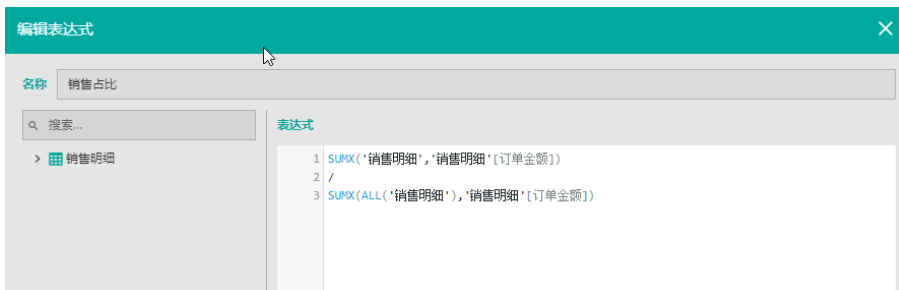 编辑表达式
名称 销售占比
搜索...
表达式
销售明细
1 SUMX('销售明细','销售明细'[订单金额])
2 /
3 SUMX(ALL('销售明细'),'销售明细'[订单金额])